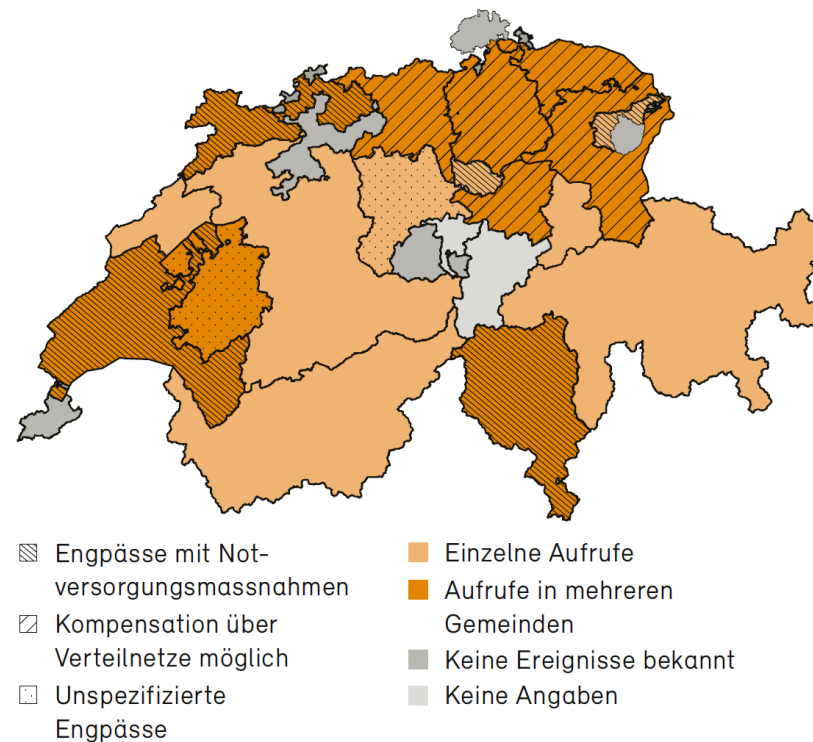 Engpässe mit Not-
versorgungsmassnahmen
Kompensation über
Verteilnetze möglich
Unspezifizierte
Engpässe
Einzelne Aufrufe
Aufrufe in mehreren
Gemeinden
Keine Ereignisse bekannt
Keine Angaben